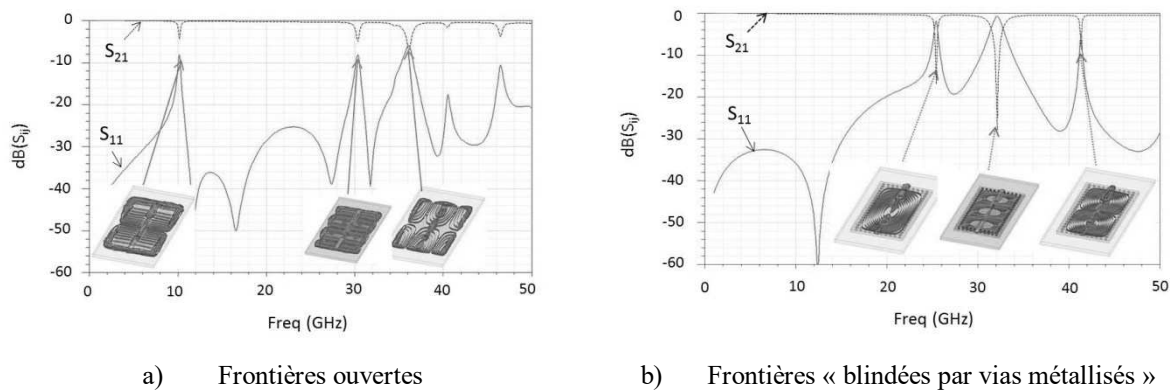 0
0
-10
-10
S21
S21
-20
-20
dB(Sij)
dB(Sij)
S11
S11
-30
-30
-40
-40
-50
-50
-60
-60
0 10 20 30 40 50
0 10 20 30 40 50
Freq (GHz)
Freq (GHz)
a) Frontières ouvertes
b) Frontières « blindées par vias métallisés »